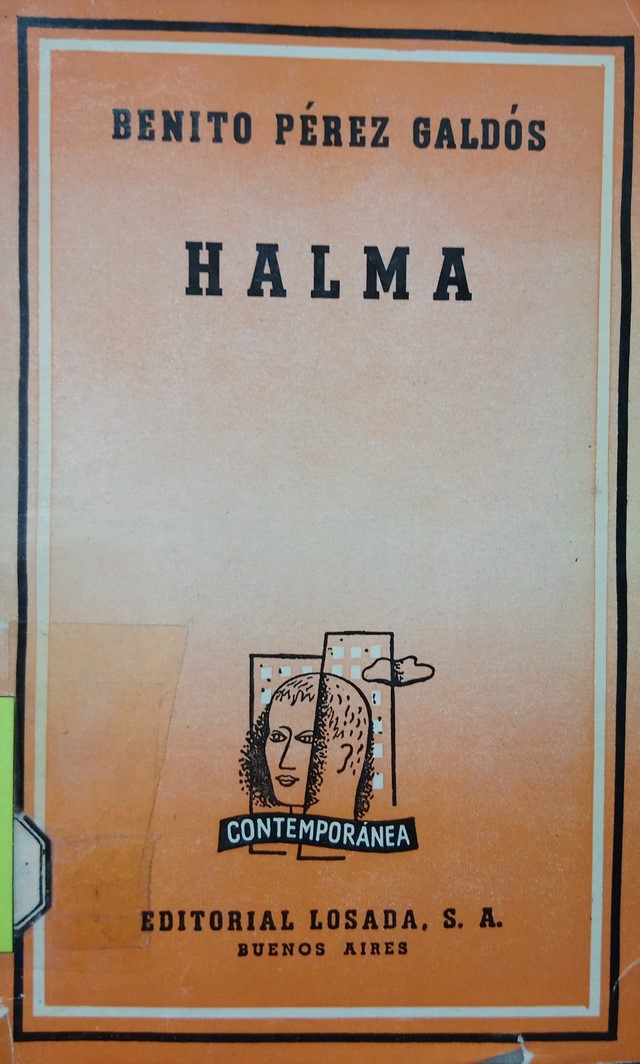 BENITO PÉREZ GALDÓS
HALMA
CONTEMPORÁNEA
EDITORIAL LOSADA, S. A.
BUENOS AIRES